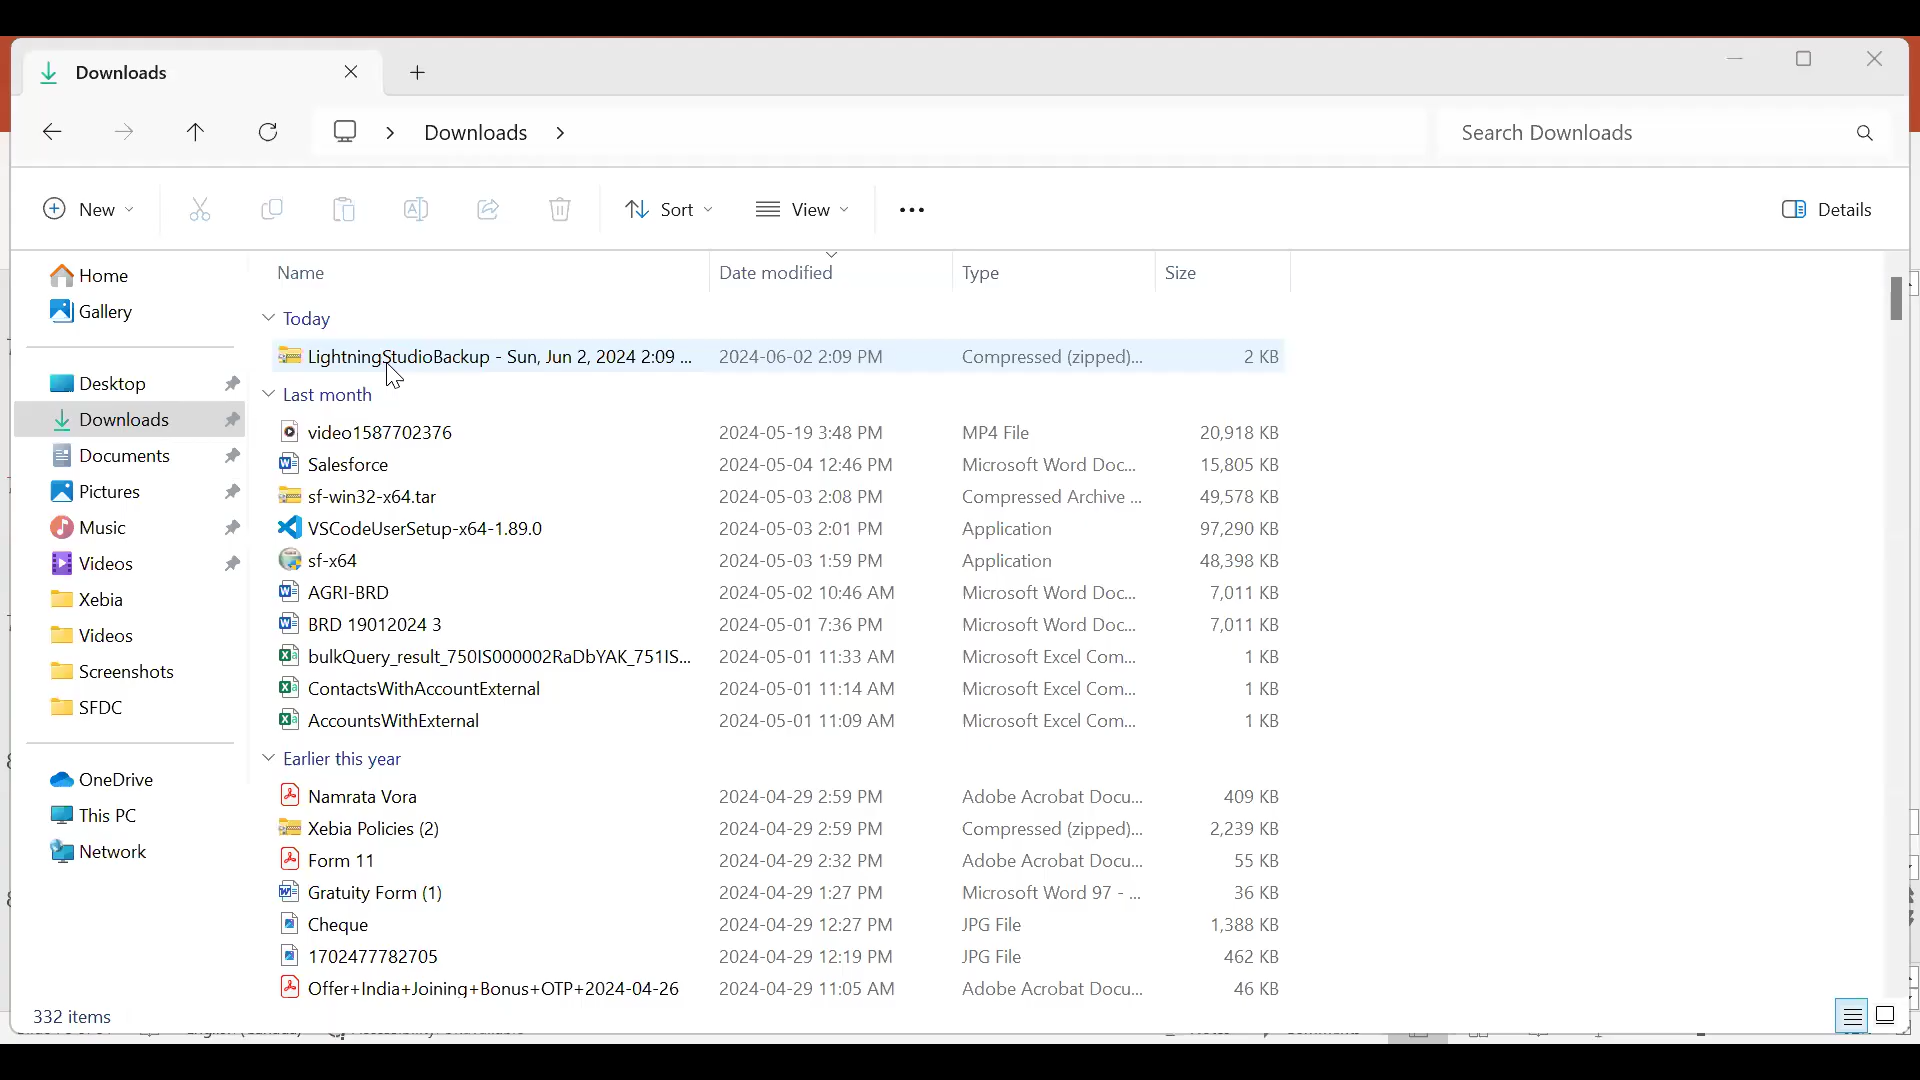 Downloads
Downloads
Search Downloads
New
Sort
View
Details
Home
Gallery
Desktop
Downloads
Documents
Pictures
Music
Videos
Xebia
Videos
Screenshots
SFDC
OneDrive
This PC
Network
Name Date modified Type Size
Today
LightningStudioBackup - Sun, Jun 2, 2024 2:09 ... 2024-06-02 2:09 PM Compressed (zipped)... 2 KB
Last month
video1587702376 2024-05-19 3:48 PM MP4 File 20,918 KB
Salesforce 2024-05-04 12:46 PM Microsoft Word Doc... 15,805 KB
sf-win32-x64.tar 2024-05-03 2:08 PM Compressed Archive ... 49,578 KB
VSCodeUserSetup-x64-1.89.0 2024-05-03 2:01 PM Application 97,290 KB
sf-x64 2024-05-03 1:59 PM Application 48,398 KB
AGRI-BRD 2024-05-02 10:46 AM Microsoft Word Doc... 7,011 KB
BRD 19012024 3 2024-05-01 7:36 PM Microsoft Word Doc... 7,011 KB
bulkQuery_result_750IS000002RaDbYAK_751IS... 2024-05-01 11:33 AM Microsoft Excel Com... 1 KB
ContactsWithAccountExternal 2024-05-01 11:14 AM Microsoft Excel Com... 1 KB
AccountsWithExternal 2024-05-01 11:09 AM Microsoft Excel Com... 1 KB
Earlier this year
Namrata Vora 2024-04-29 2:59 PM Adobe Acrobat Docu... 409 KB
Xebia Policies (2) 2024-04-29 2:59 PM Compressed (zipped)... 2,239 KB
Form 11 2024-04-29 2:32 PM Adobe Acrobat Docu... 55 KB
Gratuity Form (1) 2024-04-29 1:27 PM Microsoft Word 97 - ... 36 KB
Cheque 2024-04-29 12:27 PM JPG File 1,388 KB
1702477782705 2024-04-29 12:19 PM JPG File 462 KB
Offer+India+Joining+Bonus+OTP+2024-04-26 2024-04-29 11:05 AM Adobe Acrobat Docu... 46 KB
332 items